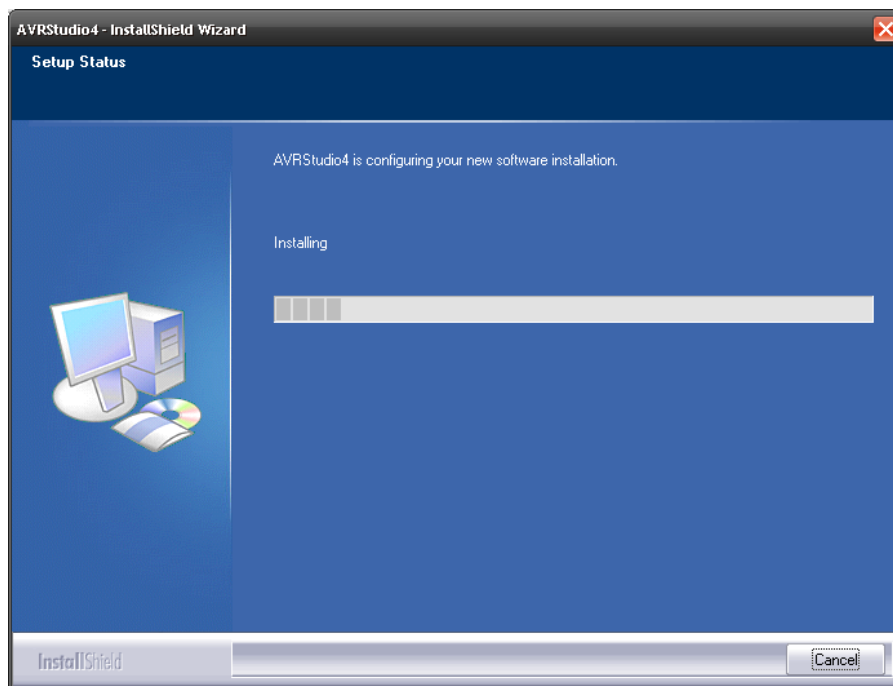 AVRStudio4 - InstallShield Wizard
Setup Status
AVRStudio4 is configuring your new software installation.
Installing
InstallShield
Cancel